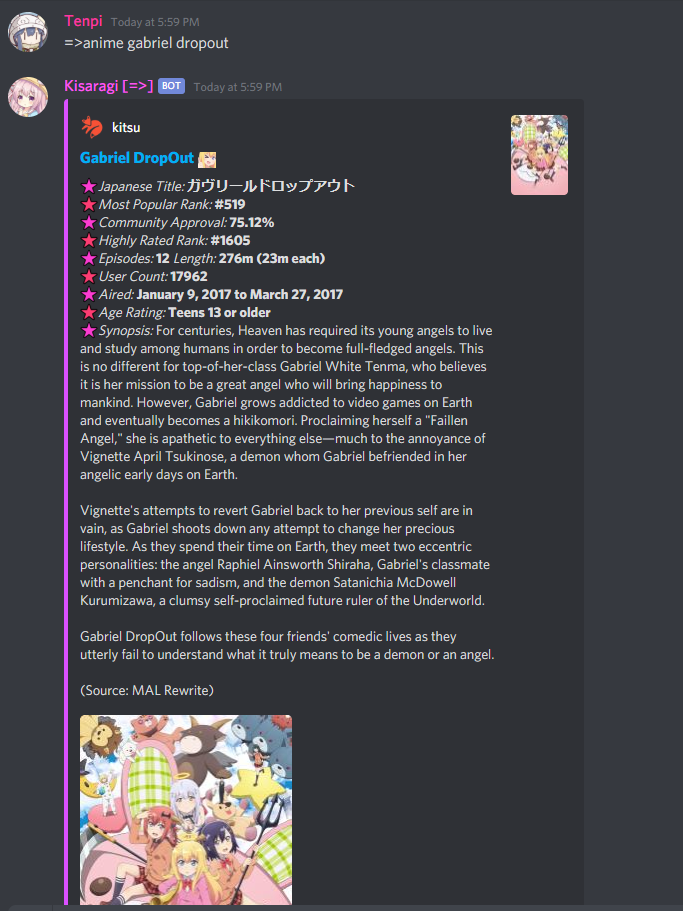 Tenpi Today at 5:59 PM
=>anime gabriel dropout
Kisaragi [=>] BOT Today at 5:59 PM
kitsu
Gabriel DropOut
Japanese Title: ガヴリールドロップアウト
Most Popular Rank: #519
Community Approval: 75.12%
Highly Rated Rank: #1605
Episodes: 12 Length: 276m (23m each)
User Count: 17962
Aired: January 9, 2017 to March 27, 2017
Age Rating: Teens 13 or older
Synopsis: For centuries, Heaven has required its young angels to live
and study among humans in order to become full-fledged angels. This
is no different for top-of-her-class Gabriel White Tenma, who believes
it is her mission to be a great angel who will bring happiness to
mankind. However, Gabriel grows addicted to video games on Earth
and eventually becomes a hikikomori. Proclaiming herself a "Faillen
Angel," she is apathetic to everything else—much to the annoyance of
Vignette April Tsukinose, a demon whom Gabriel befriended in her
angelic early days on Earth.
Vignette's attempts to revert Gabriel back to her previous self are in
vain, as Gabriel shoots down any attempt to change her precious
lifestyle. As they spend their time on Earth, they meet two eccentric
personalities: the angel Raphiel Ainsworth Shiraha, Gabriel's classmate
with a penchant for sadism, and the demon Satanichia McDowell
Kurumizawa, a clumsy self-proclaimed future ruler of the Underworld.
Gabriel DropOut follows these four friends' comedic lives as they
utterly fail to understand what it truly means to be a demon or an angel.
(Source: MAL Rewrite)